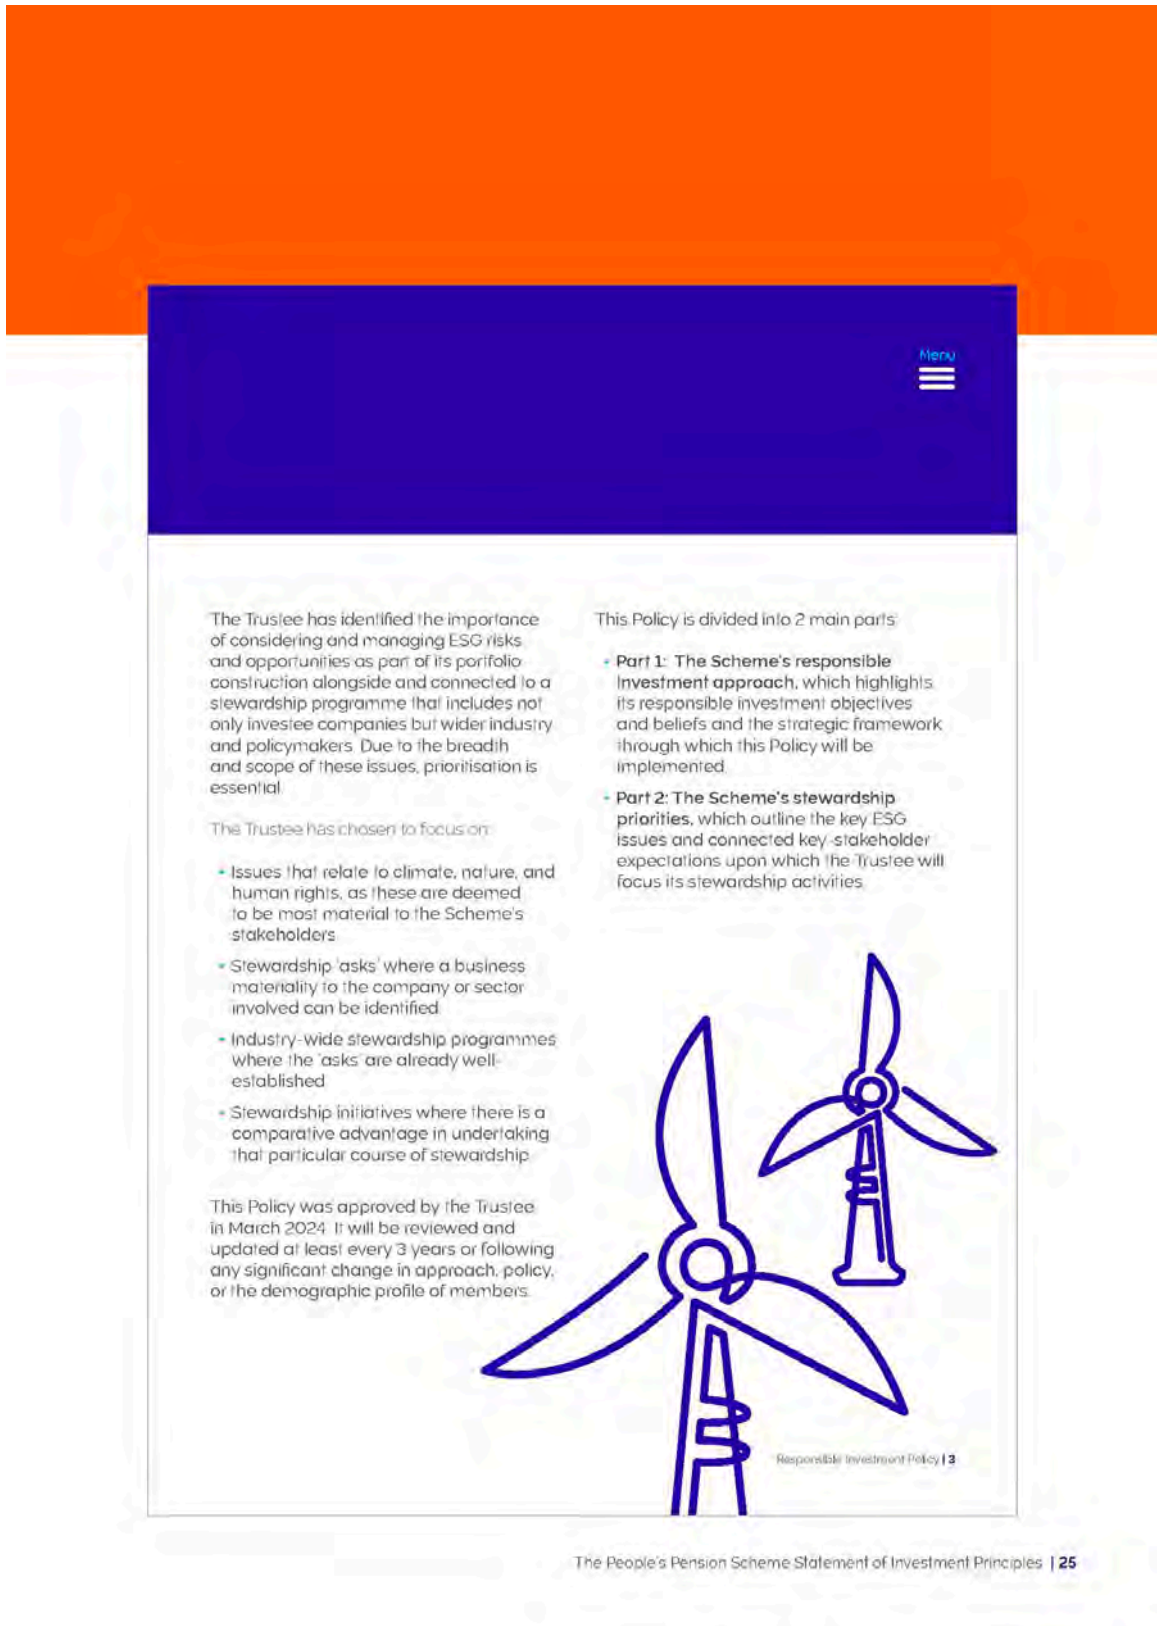 Menu
The Trustee has identified the importance
of considering and managing ESG risks
and opportunities as part of its portfolio
construction alongside and connected to a
stewardship programme that includes not
only investee companies but wider industry
and policymakers. Due to the breadth
and scope of these issues, prioritisation is
essential.
The Trustee has chosen to focus on:
• Issues that relate to climate, nature, and
human rights, as these are deemed
to be most material to the Scheme's
stakeholders.
• Stewardship 'asks' where a business
materiality to the company or sector
involved can be identified.
• Industry-wide stewardship programmes
where the 'asks' are already well-
established.
• Stewardship initiatives where there is a
comparative advantage in undertaking
that particular course of stewardship.
This Policy was approved by the Trustee
in March 2024. It will be reviewed and
updated at least every 3 years or following
any significant change in approach, policy,
or the demographic profile of members.
This Policy is divided into 2 main parts:
• Part 1: The Scheme's responsible
Investment approach, which highlights
its responsible investment objectives
and beliefs and the strategic framework
through which this Policy will be
implemented.
• Part 2: The Scheme's stewardship
priorities, which outline the key ESG
issues and connected key-stakeholder
expectations upon which the Trustee will
focus its stewardship activities.
Responsible Investment Policy | 3
The People's Pension Scheme Statement of Investment Principles | 25